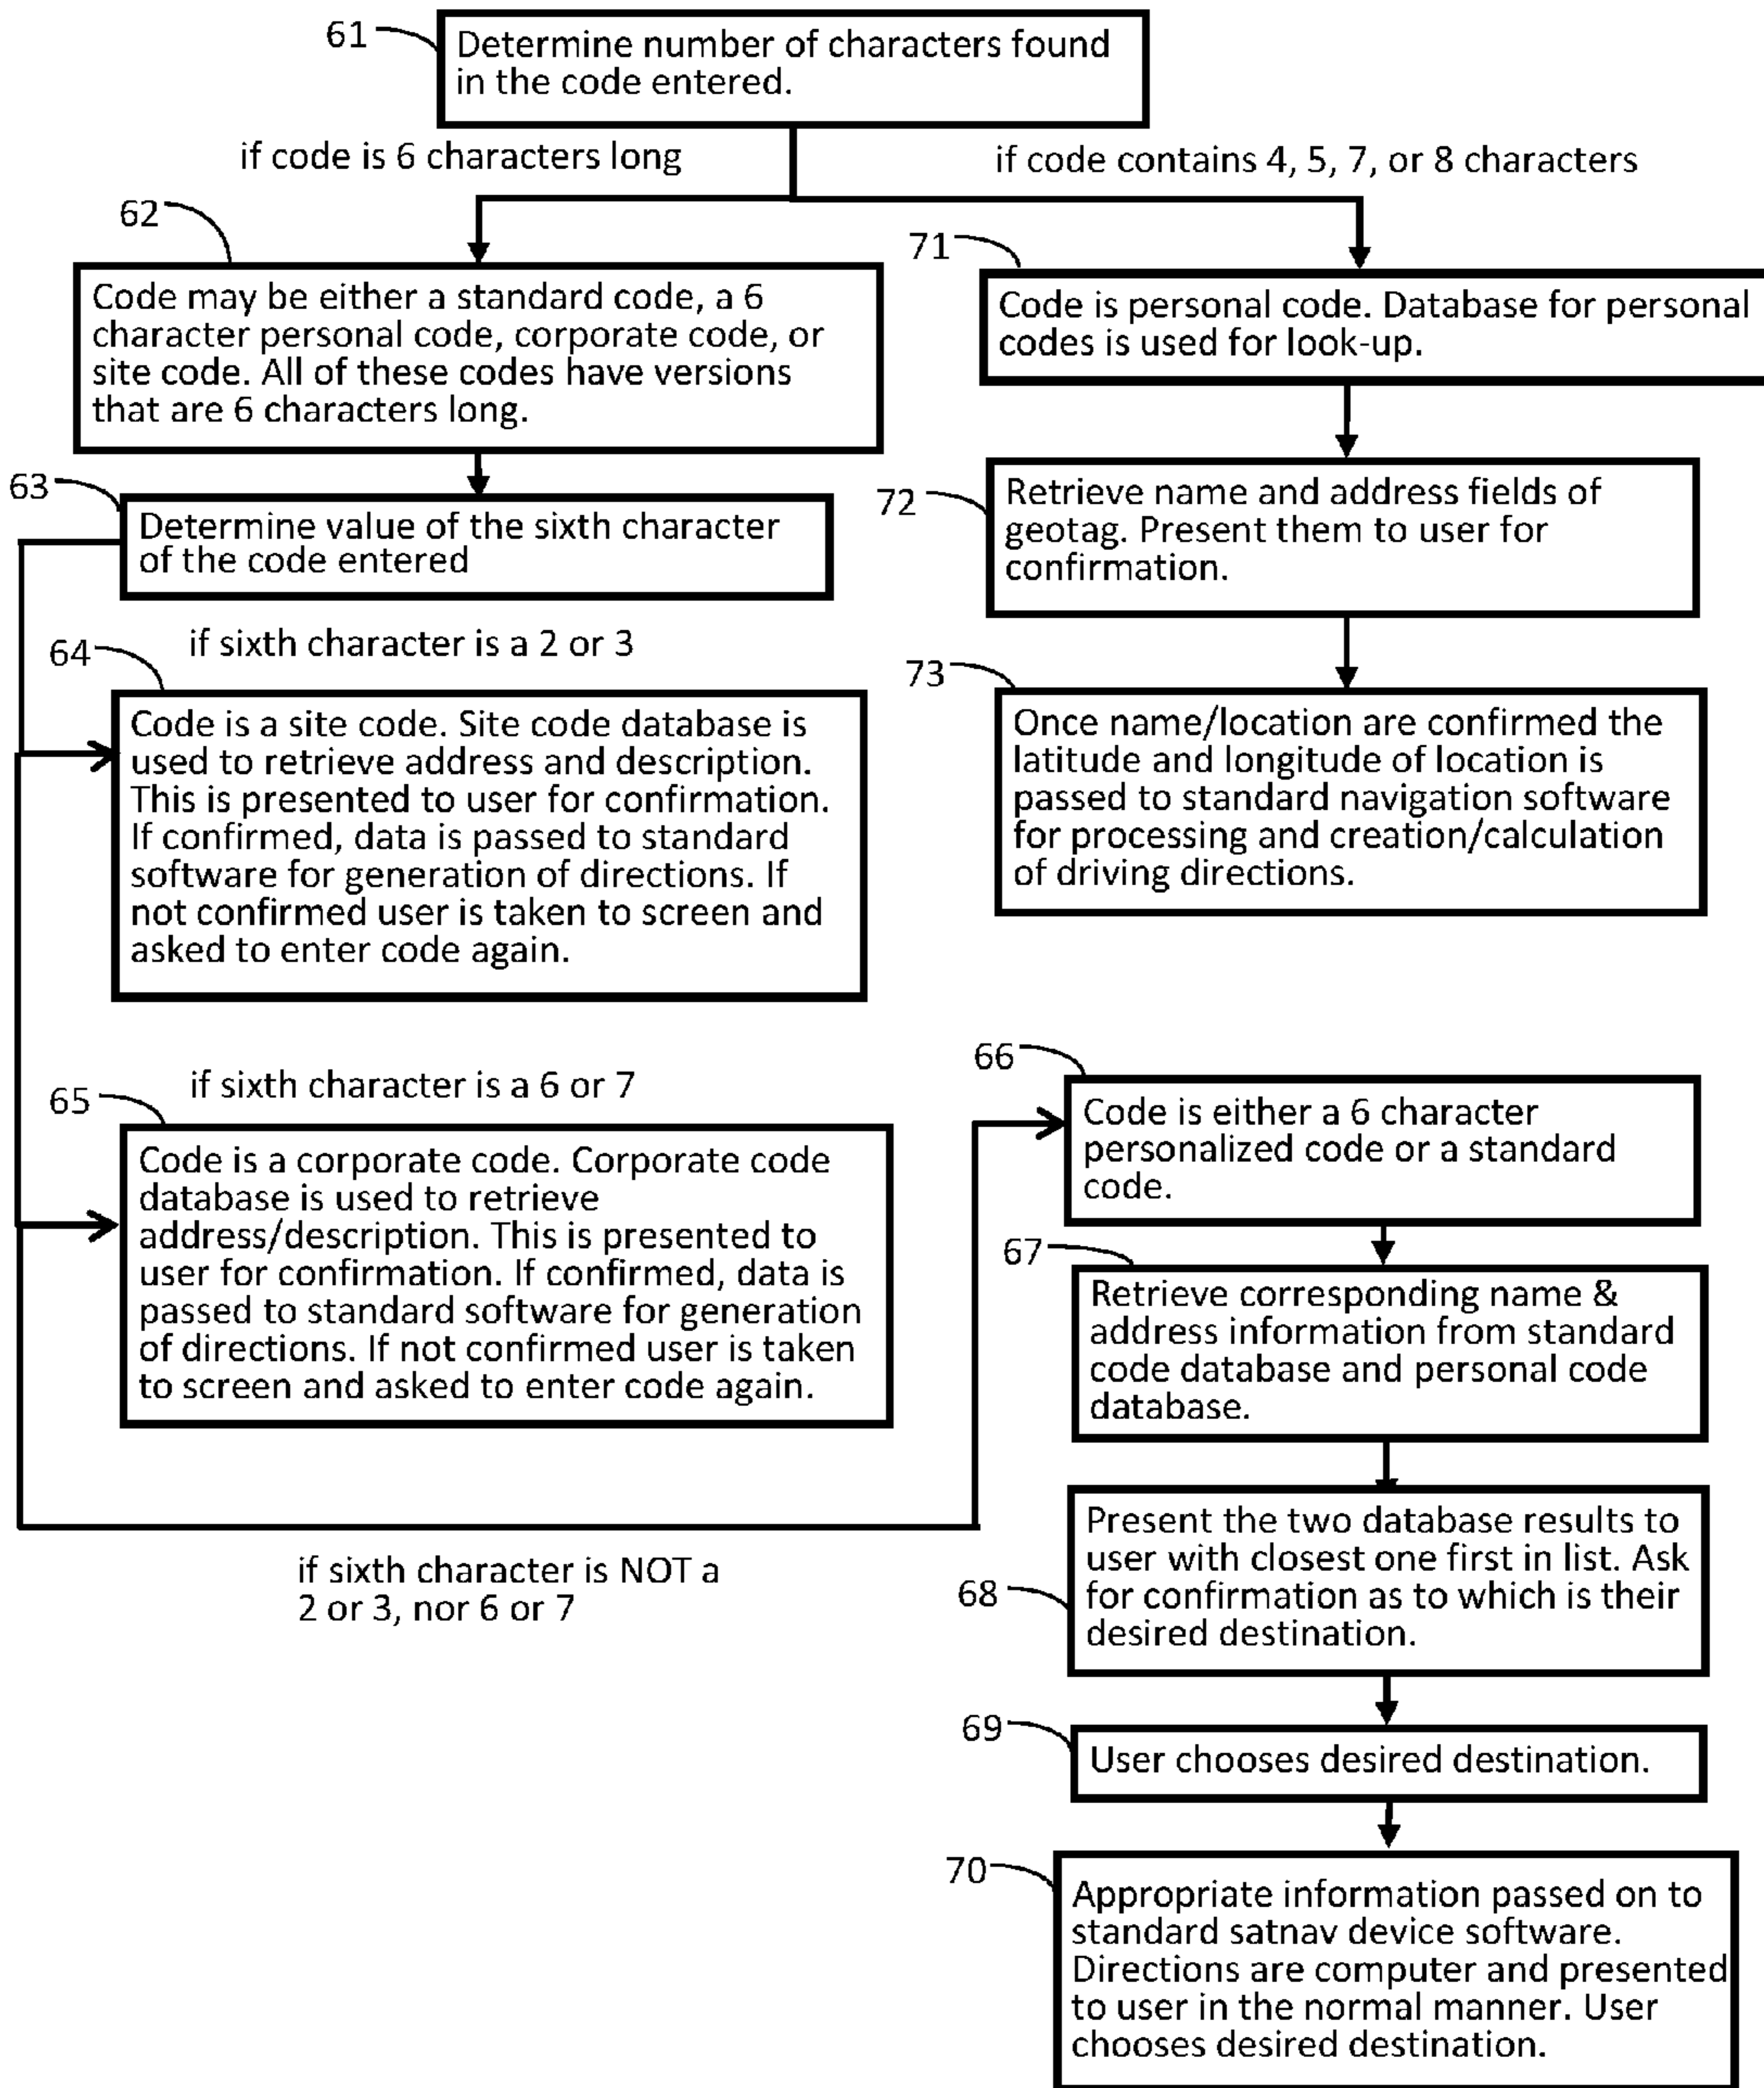 61
Determine number of characters found
in the code entered.
if code is 6 characters long
if code contains 4, 5, 7, or 8 characters
62
Code may be either a standard code, a 6
character personal code, corporate code, or
site code. All of these codes have versions
that are 6 characters long.
63
Determine value of the sixth character
of the code entered
if sixth character is a 2 or 3
64
Code is a site code. Site code database is
used to retrieve address and description.
This is presented to user for confirmation.
If confirmed, data is passed to standard
software for generation of directions. If
not confirmed user is taken to screen and
asked to enter code again.
if sixth character is a 6 or 7
65
Code is a corporate code. Corporate code
database is used to retrieve
address/description. This is presented to
user for confirmation. If confirmed, data is
passed to standard software for generation
of directions. If not confirmed user is taken
to screen and asked to enter code again.
if sixth character is NOT a
2 or 3, nor 6 or 7
71
Code is personal code. Database for personal
codes is used for look-up.
72
Retrieve name and address fields of
geotag. Present them to user for
confirmation.
73
Once name/location are confirmed the
latitude and longitude of location is
passed to standard navigation software
for processing and creation/calculation
of driving directions.
66
Code is either a 6 character
personalized code or a standard
code.
67
Retrieve corresponding name &
address information from standard
code database and personal code
database.
68
Present the two database results to
user with closest one first in list. Ask
for confirmation as to which is their
desired destination.
69
User chooses desired destination.
70
Appropriate information passed on to
standard satnav device software.
Directions are computer and presented
to user in the normal manner. User
chooses desired destination.